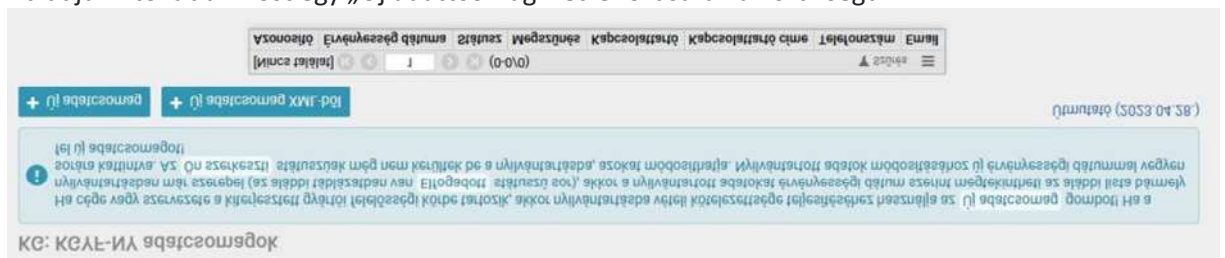 KG: KGYF-NY adatcsomagok
Ha cége vagy szervezete a kiterjesztett gyártói felelősségi körbe tartozik, akkor nyilvántartásba vételi kötelezettsége teljesítéséhez használja az Új adatcsomag gombot! Ha a
nyilvántartásban már szerepel (az alábbi táblázatban van Elfogadott státuszú sor), akkor a nyilvántartott adatokat érvényességi dátum szerint megtekintheti az alábbi lista bármely
sorára kattintva. Az Ön szerkeszti státuszúak még nem kerültek be a nyilvántartásba, azokat módosíthatja. Nyilvántartott adatok módosításához új érvényességi dátummal vegyen
fel új adatcsomagot!
+ Új adatcsomag + Új adatcsomag XML-ből Útmutató (2023.04.28.)
[Nincs találat] 1 (0-0/0) Szűrés
Azonosító Érvényesség dátuma Státusz Megszűnés Kapcsolattartó Kapcsolattartó címe Telefonszám Email